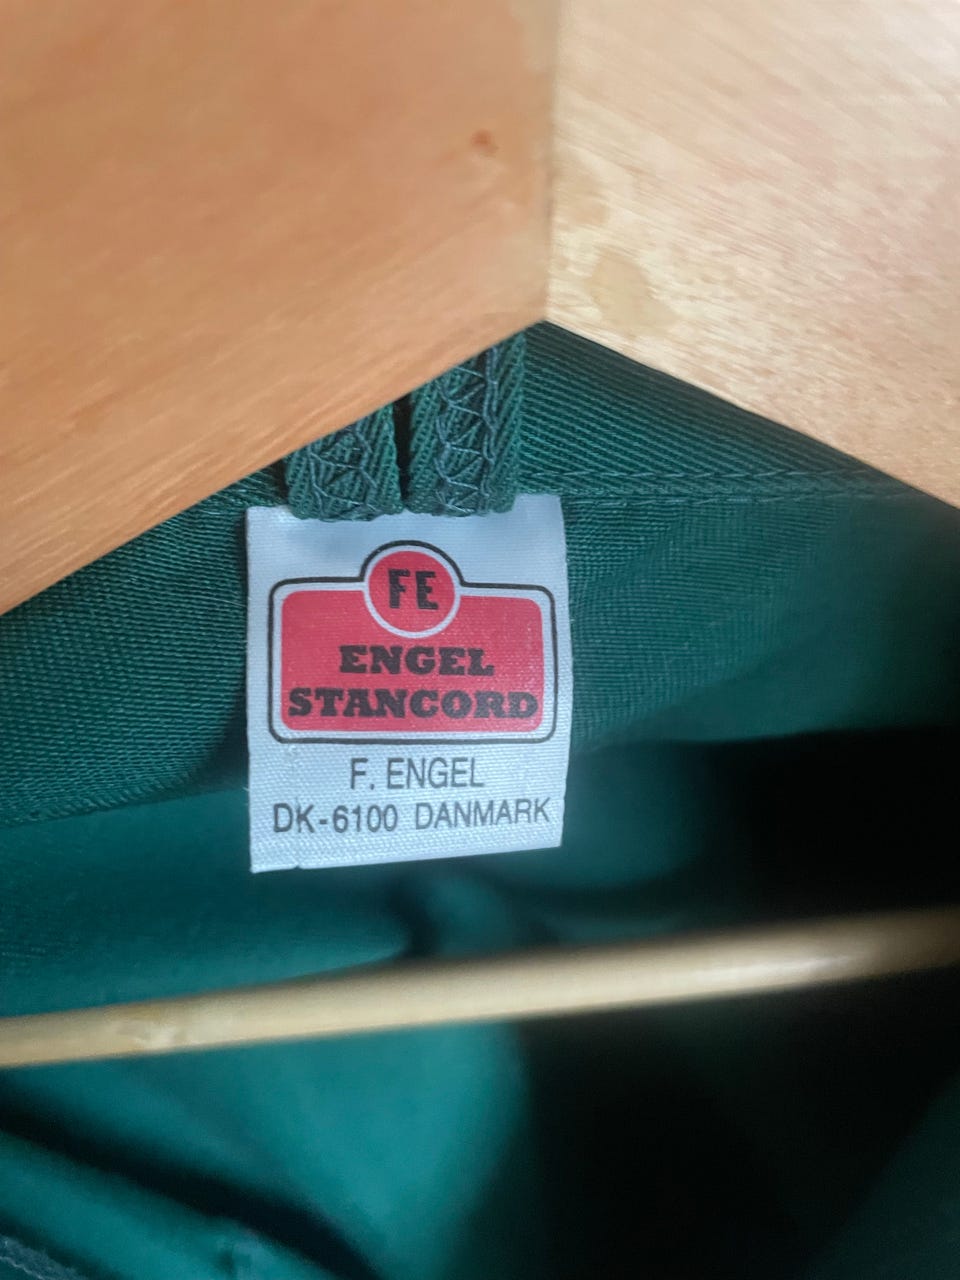 FE
ENGEL
STANCORD
F. ENGEL
DK-6100 DANMARK